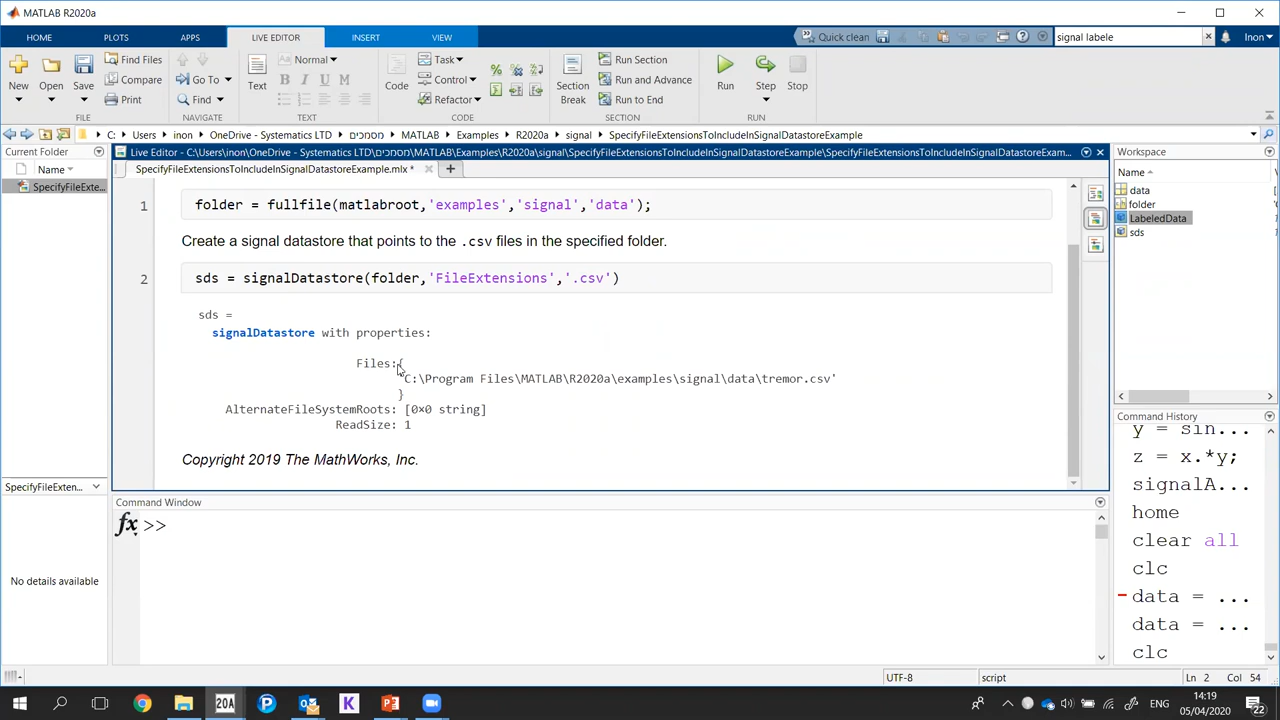 MATLAB R2020a
HOME PLOTS APPS LIVE EDITOR INSERT VIEW Quick clean signal labele Inon
New Open Save Find Files Compare Print Go To Find Text Normal B I U M Code Task Control Refactor Section Break Run Section Run and Advance Run to End Run Step Stop
FILE NAVIGATE TEXT CODE SECTION RUN
C: Users inon OneDrive - Systematics LTD מסמכים MATLAB Examples R2020a signal SpecifyFileExtensionsToIncludeInSignalDatastoreExample
Current Folder
Name
SpecifyFileExte...
Live Editor - C:\Users\inon\OneDrive - Systematics LTD\מסמכים\MATLAB\Examples\R2020a\signal\SpecifyFileExtensionsToIncludeInSignalDatastoreExample\SpecifyFileExtensionsToIncludeInSignalDatastoreExam...
SpecifyFileExtensionsToIncludeInSignalDatastoreExample.mlx *
1 folder = fullfile(matlabroot,'examples','signal','data');
Create a signal datastore that points to the .csv files in the specified folder.
2 sds = signalDatastore(folder,'FileExtensions','.csv')
sds =
signalDatastore with properties:
Files:{
'C:\Program Files\MATLAB\R2020a\examples\signal\data\tremor.csv'
}
AlternateFileSystemRoots: [0×0 string]
ReadSize: 1
Copyright 2019 The MathWorks, Inc.
Workspace
Name
data
folder
LabeledData
sds
Command History
y = sin...
z = x.*y;
signalA...
home
clear all
clc
data = ...
data = ...
clc
SpecifyFileExten...
No details available
Command Window
fx >>
UTF-8 script Ln 2 Col 54
20A P K ENG 14:19
05/04/2020 22